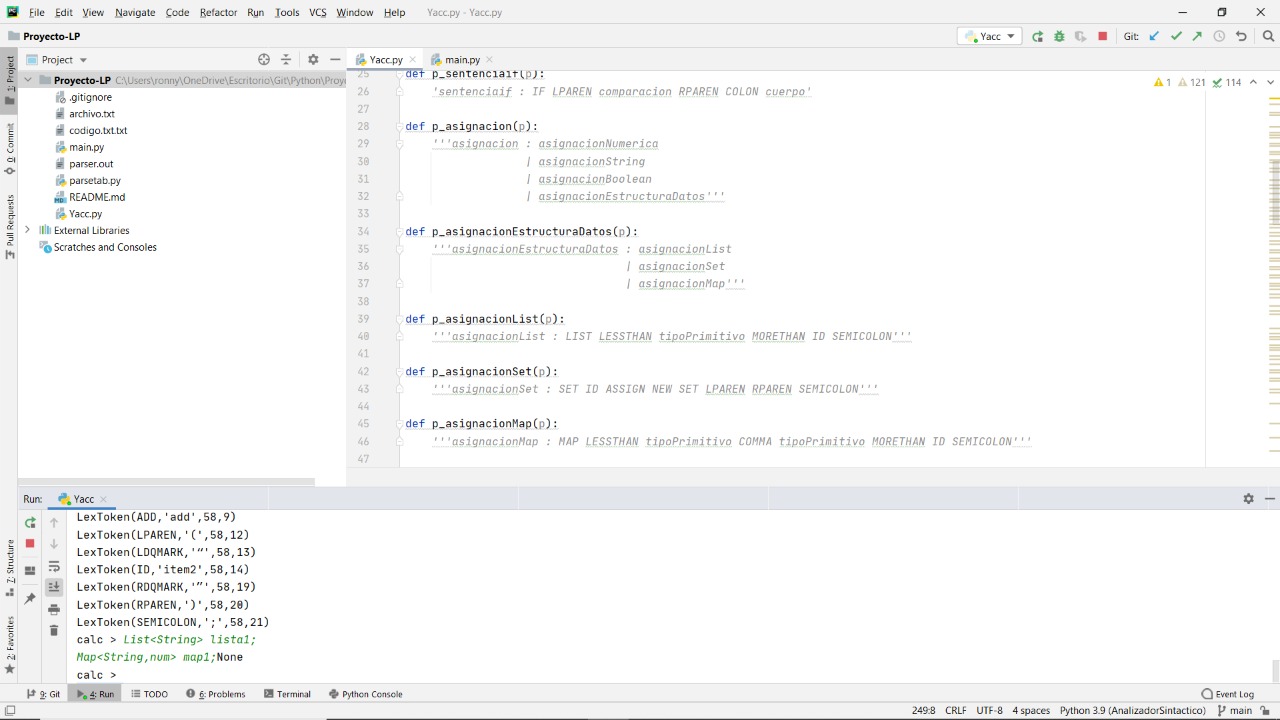 File Edit View Navigate Code Refactor Run Tools VCS Window Help Yacc.py - Yacc.py
Proyecto-LP Yacc Git:
Project Yacc.py main.py
Proyecto-LP C:\Users\ronny\OneDrive\Escritorio\Git\Python\Proye
.gitignore
archivo.txt
codigodart.txt
main.py
parser.out
parsetab.py
README.md
Yacc.py
External Libraries
Scratches and Consoles
1: Project
0: Commit
Pull Requests
7: Structure
2: Favorites
1 121 114
25 def p_sentenciaif(p):
26 'sentenciaif : IF LPAREN comparacion RPAREN COLON cuerpo'
27
28 def p_asignacion(p):
29 '''asignacion : asignacionNumerica
30 | asignacionString
31 | asignacionBoolean
32 | asignacionEstructuraDatos'''
33
34 def p_asignacionEstructuraDatos(p):
35 '''asignacionEstructuraDatos : asignacionList
36 | asignacionSet
37 | asignacionMap'''
38
39 def p_asignacionList(p):
40 '''asignacionList : LIST LESSTHAN tipoPrimitivo MORETHAN ID SEMICOLON'''
41
42 def p_asignacionSet(p):
43 '''asignacionSet : SET ID ASSIGN NEW SET LPAREN RPAREN SEMICOLON'''
44
45 def p_asignacionMap(p):
46 '''asignacionMap : MAP LESSTHAN tipoPrimitivo COMMA tipoPrimitivo MORETHAN ID SEMICOLON'''
47
Run: Yacc
LexToken(ADD,'add',58,9)
LexToken(LPAREN,'(',58,12)
LexToken(LDQMARK,'“',58,13)
LexToken(ID,'item2',58,14)
LexToken(RDQMARK,'”',58,19)
LexToken(RPAREN,')',58,20)
LexToken(SEMICOLON,';',58,21)
calc > List<String> lista1;
Map<String,num> map1;None
calc >
9: Git 4: Run TODO 6: Problems Terminal Python Console Event Log
249:8 CRLF UTF-8 4 spaces Python 3.9 (AnalizadorSintactico) main